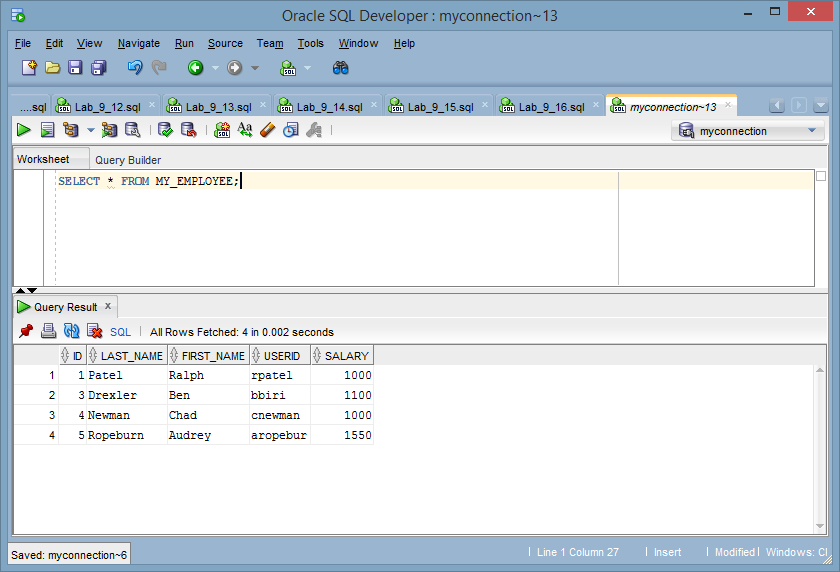 Oracle SQL Developer : myconnection~13
File Edit View Navigate Run Source Team Tools Window Help
....sql Lab_9_12.sql Lab_9_13.sql Lab_9_14.sql Lab_9_15.sql Lab_9_16.sql myconnection~13
myconnection
Worksheet Query Builder
SELECT * FROM MY_EMPLOYEE;
Query Result
SQL All Rows Fetched: 4 in 0.002 seconds
ID LAST_NAME FIRST_NAME USERID SALARY
1 1 Patel Ralph rpatel 1000
2 3 Drexler Ben bbiri 1100
3 4 Newman Chad cnewman 1000
4 5 Ropeburn Audrey aropebur 1550
Saved: myconnection~6 Line 1 Column 27 Insert Modified Windows: Cl